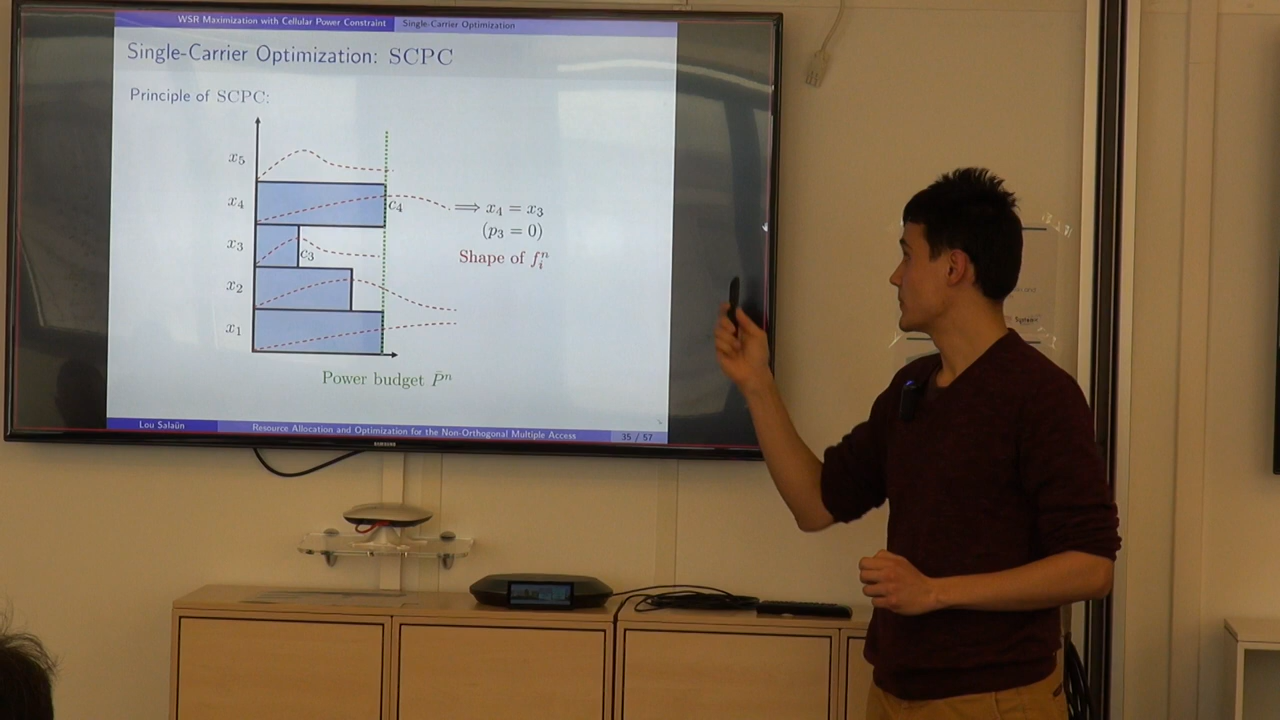 WSR Maximization with Cellular Power Constraint Single-Carrier Optimization
Single-Carrier Optimization: SCPC
Principle of SCPC:
x₅
x₄
c₄
⟹ x₄ = x₃
(p₃ = 0)
x₃
c₃
Shape of fᵢⁿ
x₂
x₁
Power budget P̄ⁿ
Lou Salaün Resource Allocation and Optimization for the Non-Orthogonal Multiple Access 35 / 57
SAMSUNG